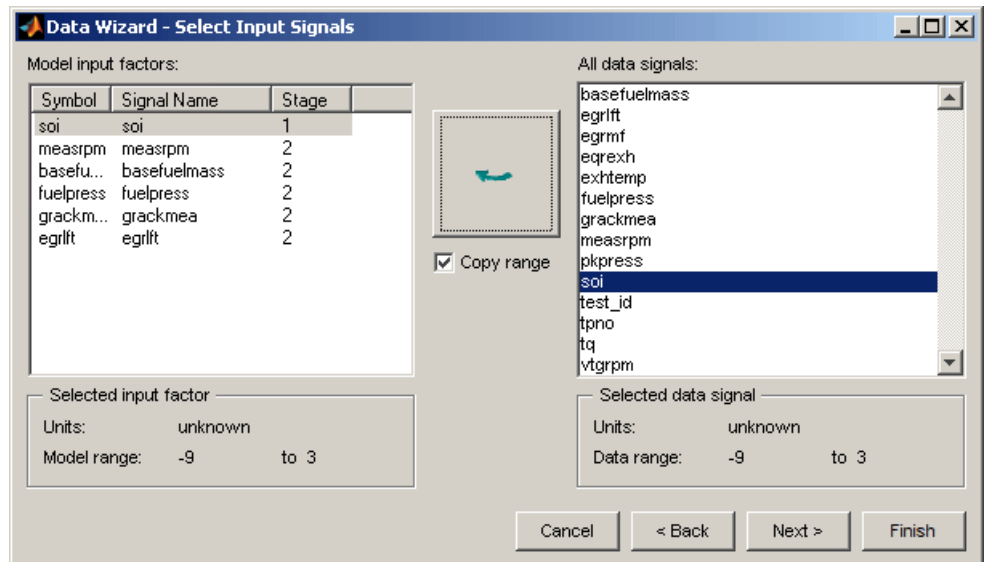 Data Wizard - Select Input Signals
Model input factors:
Symbol Signal Name Stage
soi soi 1
measrpm measrpm 2
basefu... basefuelmass 2
fuelpress fuelpress 2
grackm... grackmea 2
egrlft egrlft 2
Copy range
All data signals:
basefuelmass
egrlft
egrmf
eqrexh
exhtemp
fuelpress
grackmea
measrpm
pkpress
soi
test_id
tpno
tq
vtgrpm
Selected input factor
Units: unknown
Model range: -9 to 3
Selected data signal
Units: unknown
Data range: -9 to 3
Cancel < Back Next > Finish